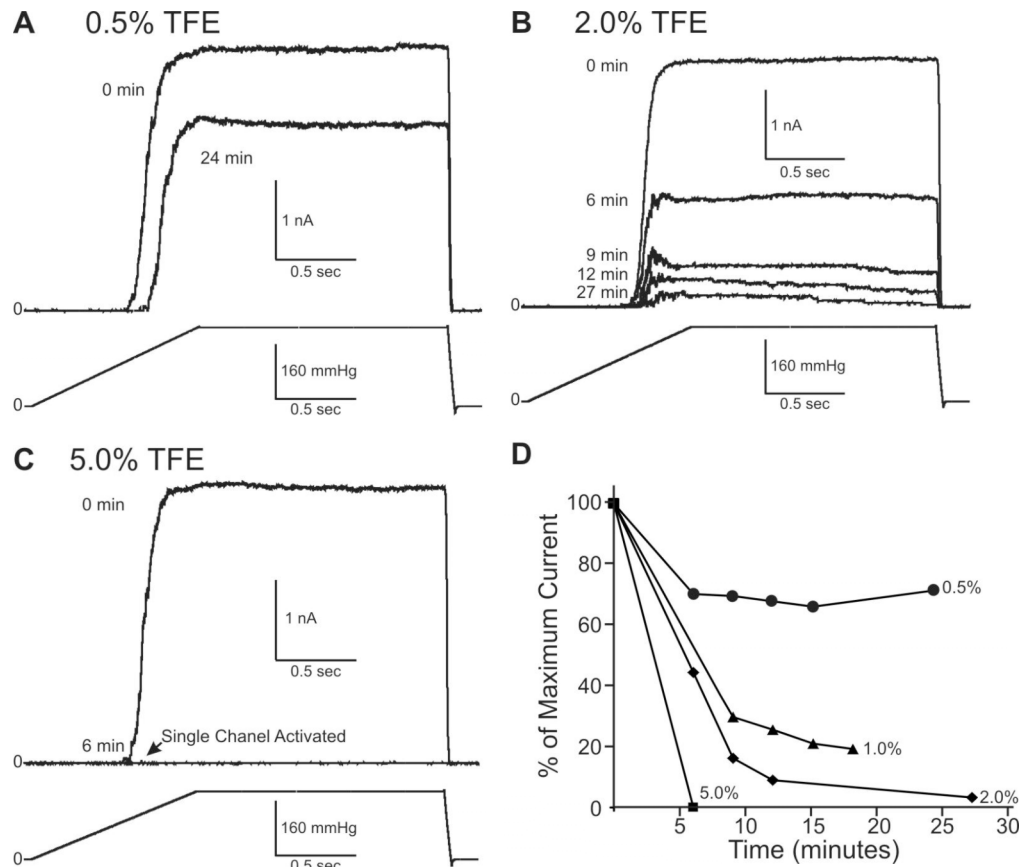 A 0.5% TFE
0 min
24 min
1 nA
0.5 sec
0
160 mmHg
0
0.5 sec
B 2.0% TFE
0 min
1 nA
0.5 sec
6 min
9 min
12 min
27 min
0
160 mmHg
0
0.5 sec
C 5.0% TFE
0 min
1 nA
0.5 sec
6 min
Single Chanel Activated
0
160 mmHg
0
0.5 sec
D
100
80
60
40
20
0
% of Maximum Current
0.5%
1.0%
5.0%
2.0%
5 10 15 20 25 30
Time (minutes)